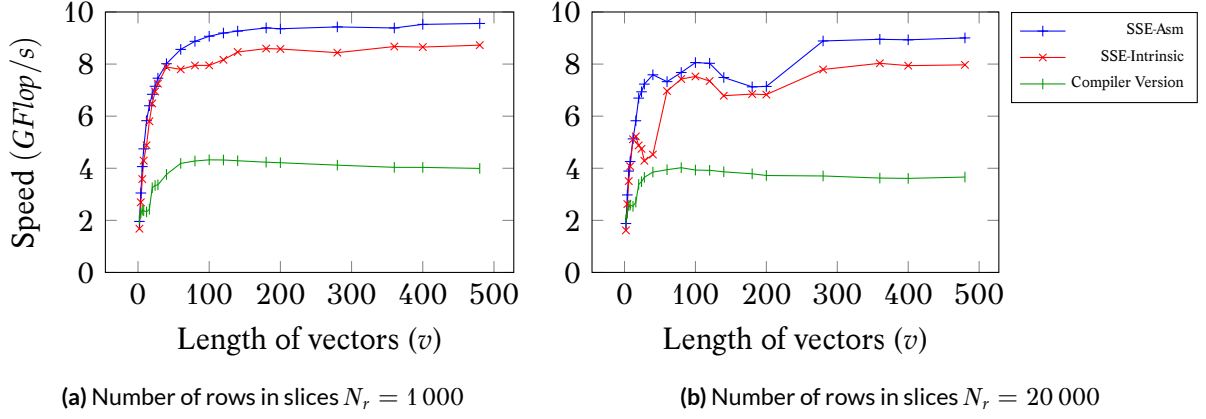 Speed (GFlop/s)
10
8
6
4
2
0
0 100 200 300 400 500
Length of vectors (v)
(a) Number of rows in slices N_r = 1 000
10
8
6
4
2
0
0 100 200 300 400 500
Length of vectors (v)
(b) Number of rows in slices N_r = 20 000
SSE-Asm
SSE-Intrinsic
Compiler Version